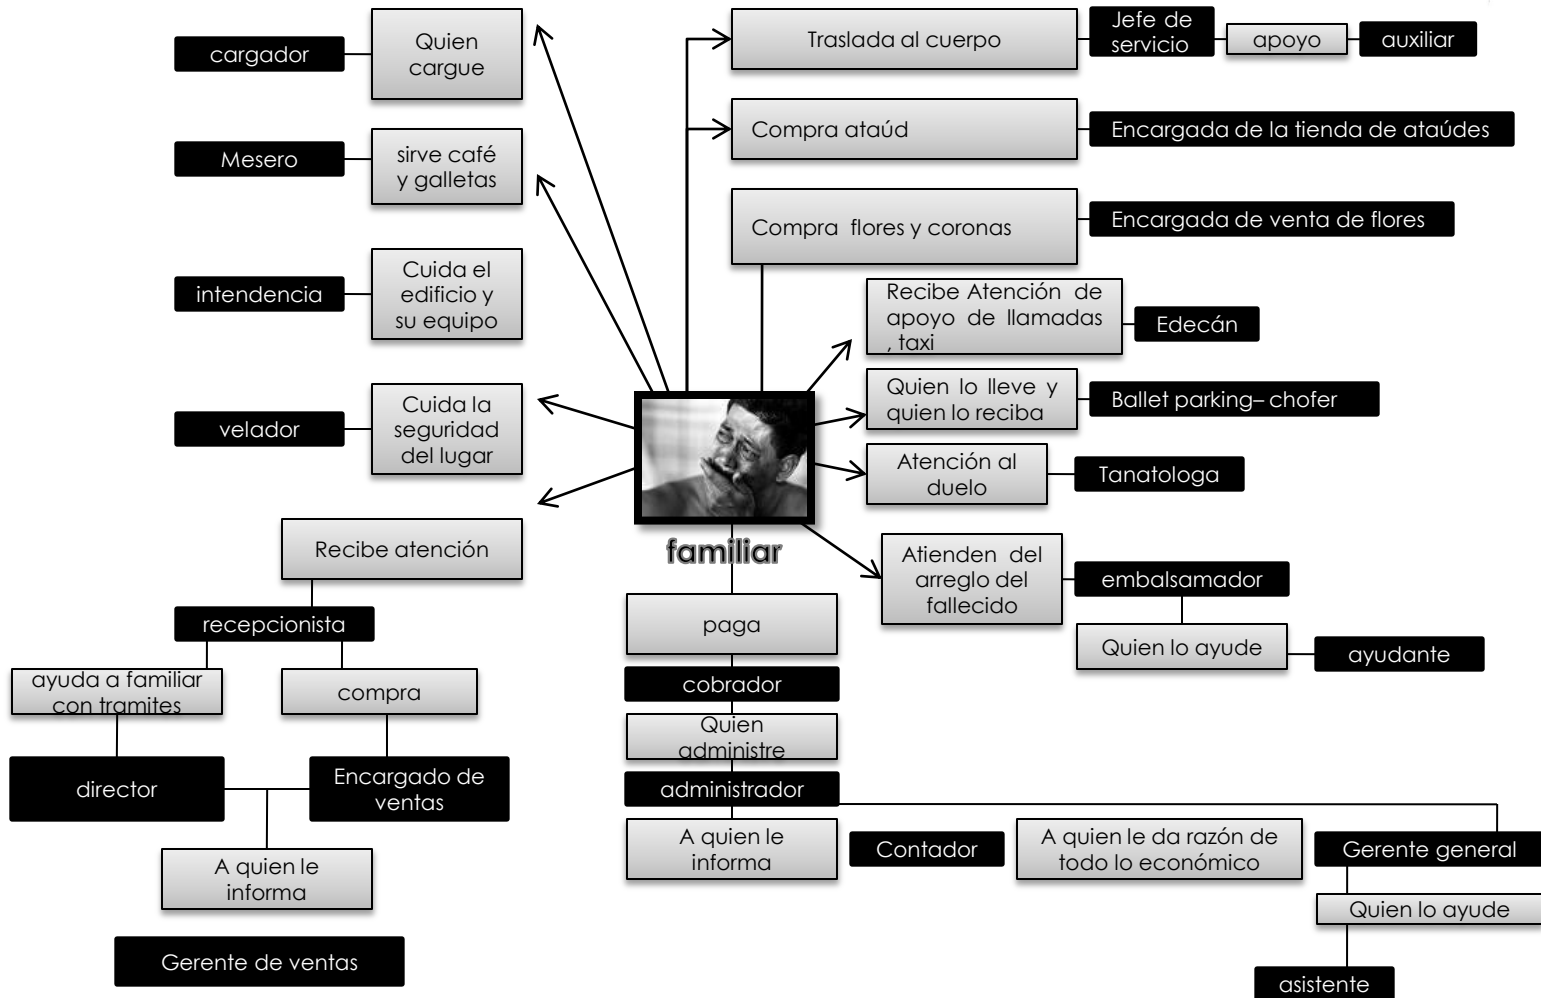 cargador
Quien
cargue
Mesero
sirve café
y galletas
intendencia
Cuida el
edificio y
su equipo
velador
Cuida la
seguridad
del lugar
Recibe atención
recepcionista
ayuda a familiar
con tramites
compra
director
Encargado de
ventas
A quien le
informa
Gerente de ventas
Traslada al cuerpo
Jefe de
servicio
apoyo
auxiliar
Compra ataúd
Encargada de la tienda de ataúdes
Compra flores y coronas
Encargada de venta de flores
Recibe Atención de
apoyo de llamadas
, taxi
Edecán
Quien lo lleve y
quien lo reciba
Ballet parking– chofer
Atención al
duelo
Tanatologa
Atienden del
arreglo del
fallecido
embalsamador
Quien lo ayude
ayudante
familiar
paga
cobrador
Quien
administre
administrador
A quien le
informa
Contador
A quien le da razón de
todo lo económico
Gerente general
Quien lo ayude
asistente